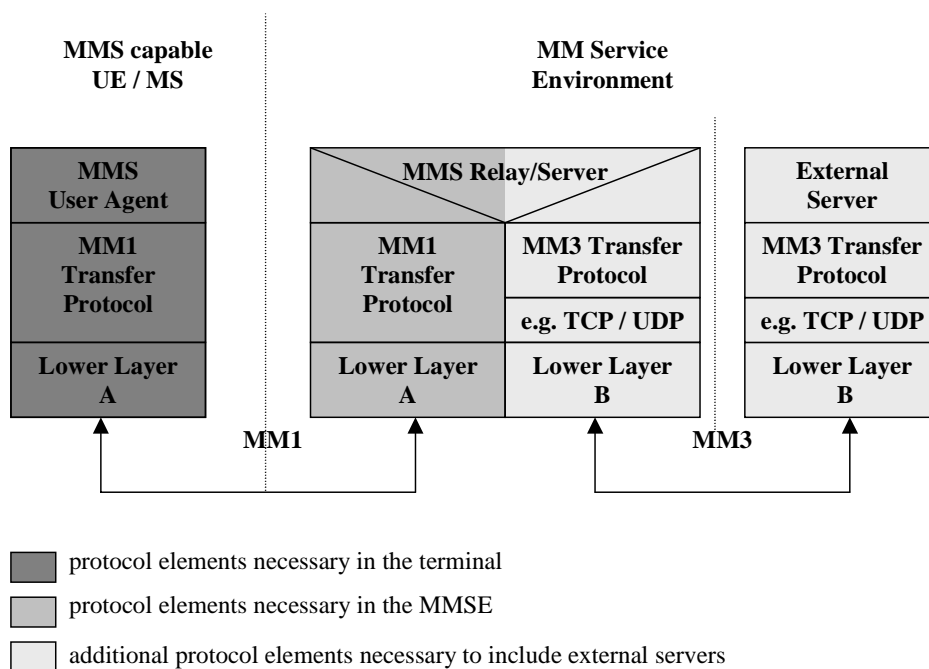 MMS capable
UE / MS
MM Service
Environment
MMS
User Agent
MM1
Transfer
Protocol
Lower Layer
A
MMS Relay/Server
MM1
Transfer
Protocol
Lower Layer
A
MM3 Transfer
Protocol
e.g. TCP / UDP
Lower Layer
B
External
Server
MM3 Transfer
Protocol
e.g. TCP / UDP
Lower Layer
B
MM1
MM3
protocol elements necessary in the terminal
protocol elements necessary in the MMSE
additional protocol elements necessary to include external servers